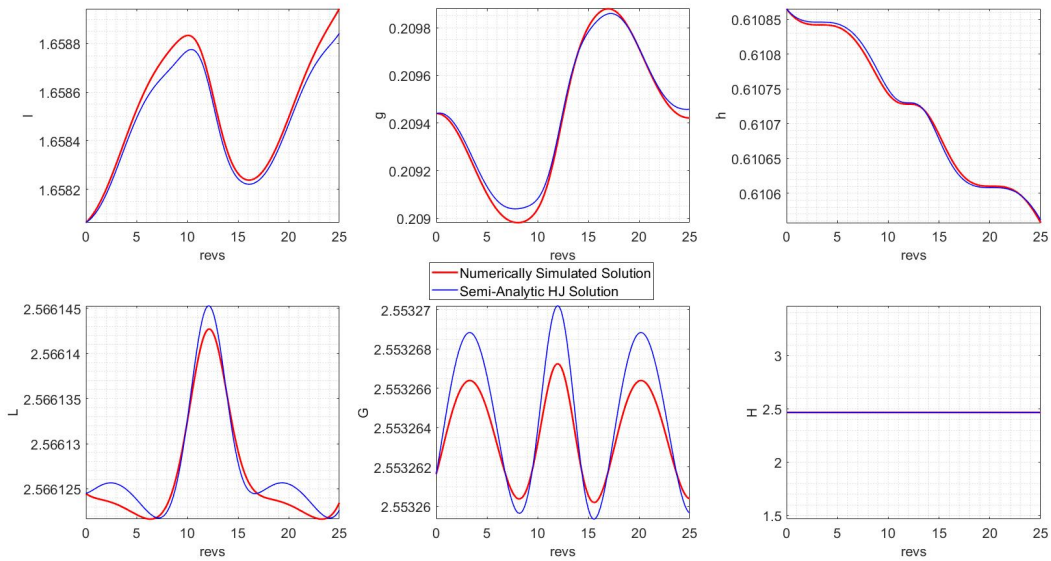 1.6588
1.6586
1.6584
1.6582
l
0 5 10 15 20 25
revs
0.2098
0.2096
0.2094
0.2092
0.209
g
0 5 10 15 20 25
revs
0.61085
0.6108
0.61075
0.6107
0.61065
0.6106
h
0 5 10 15 20 25
revs
Numerically Simulated Solution
Semi-Analytic HJ Solution
2.566145
2.56614
2.566135
2.56613
2.566125
L
0 5 10 15 20 25
revs
2.55327
2.553268
2.553266
2.553264
2.553262
2.55326
G
0 5 10 15 20 25
revs
3
2.5
2
1.5
H
0 5 10 15 20 25
revs